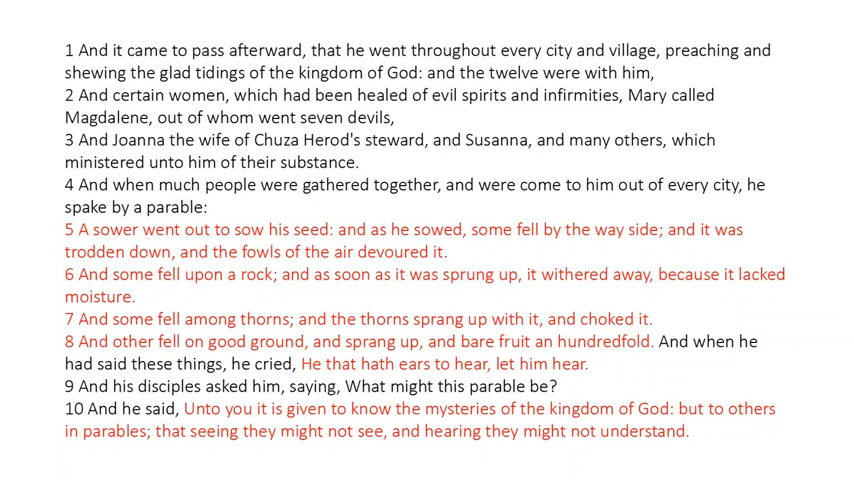 1 And it came to pass afterward, that he went throughout every city and village, preaching and
shewing the glad tidings of the kingdom of God: and the twelve were with him,
2 And certain women, which had been healed of evil spirits and infirmities, Mary called
Magdalene, out of whom went seven devils,
3 And Joanna the wife of Chuza Herod's steward, and Susanna, and many others, which
ministered unto him of their substance.
4 And when much people were gathered together, and were come to him out of every city, he
spake by a parable:
5 A sower went out to sow his seed: and as he sowed, some fell by the way side; and it was
trodden down, and the fowls of the air devoured it.
6 And some fell upon a rock; and as soon as it was sprung up, it withered away, because it lacked
moisture.
7 And some fell among thorns; and the thorns sprang up with it, and choked it.
8 And other fell on good ground, and sprang up, and bare fruit an hundredfold. And when he
had said these things, he cried, He that hath ears to hear, let him hear.
9 And his disciples asked him, saying, What might this parable be?
10 And he said, Unto you it is given to know the mysteries of the kingdom of God: but to others
in parables; that seeing they might not see, and hearing they might not understand.